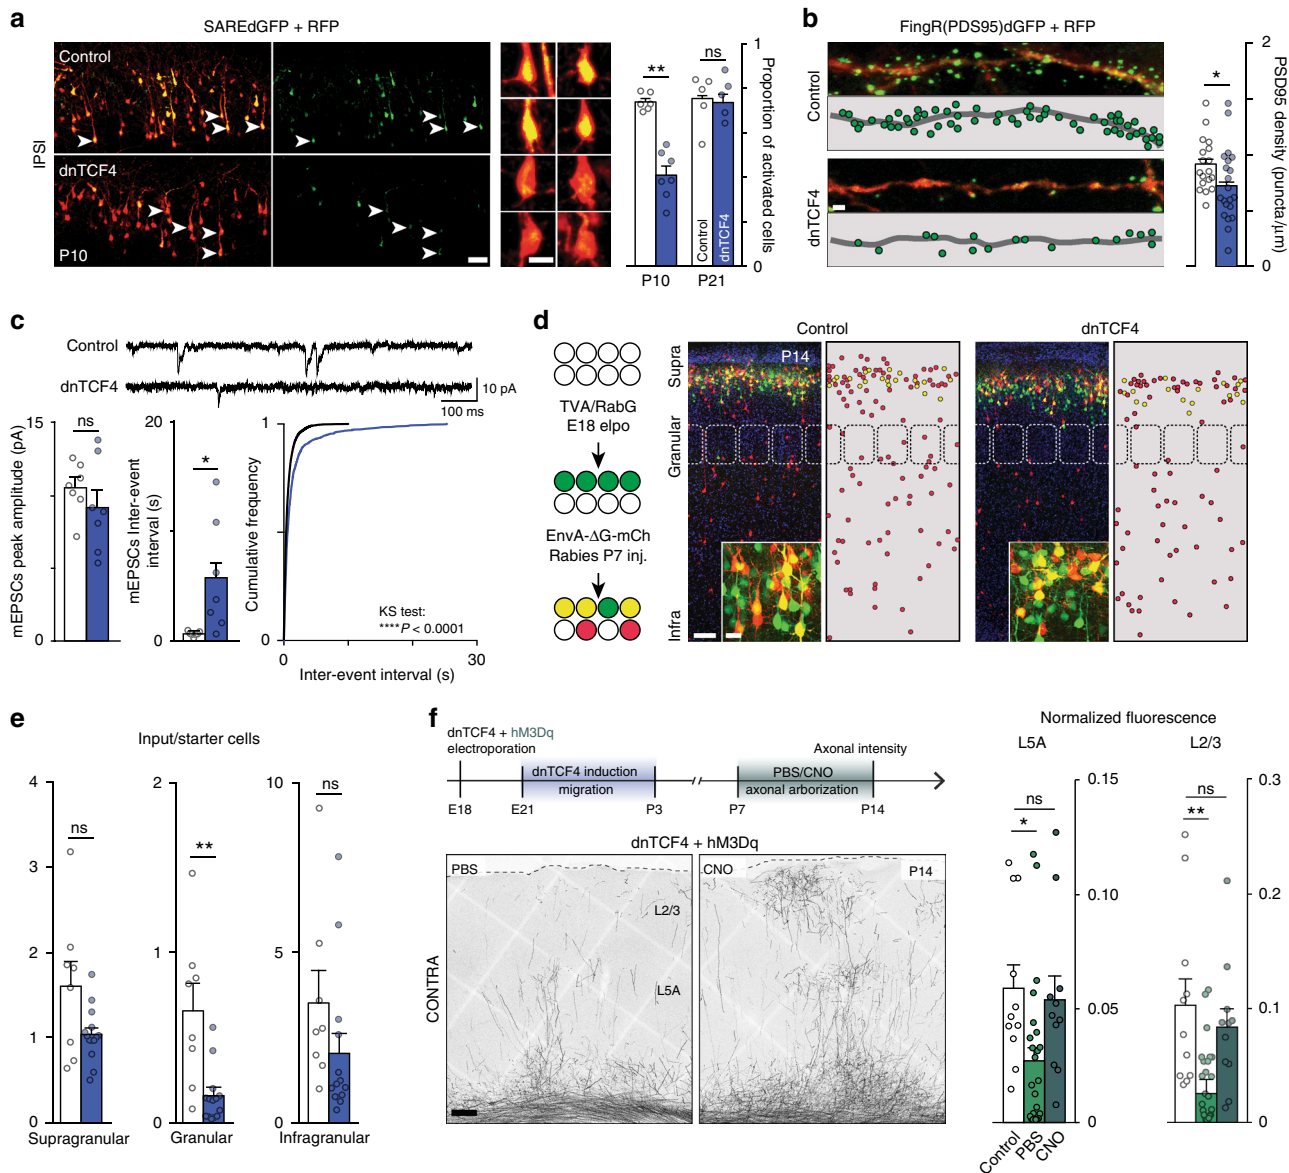 a
SAREdGFP + RFP
IPSI
Control
dnTCF4
P10
**
ns
Control
dnTCF4
P10
P21
0
1
Proportion of activated cells
b
FingR(PDS95)dGFP + RFP
Control
dnTCF4
*
2
0
PSD95 density (puncta/μm)
c
Control
dnTCF4
10 pA
100 ms
15
0
mEPSCs peak amplitude (pA)
ns
20
0
mEPSCs Inter-event
interval (s)
*
1
0
Cumulative frequency
KS test:
****P < 0.0001
0
30
Inter-event interval (s)
d
Control
dnTCF4
TVA/RabG
E18 elpo
EnvA-ΔG-mCh
Rabies P7 inj.
Supra
Granular
Infra
P14
e
Input/starter cells
4
3
2
1
0
ns
Supragranular
2
1
0
**
Granular
10
5
0
ns
Infragranular
f
dnTCF4 + hM3Dq
electroporation
Axonal intensity
dnTCF4 induction
migration
PBS/CNO
axonal arborization
E18
E21
P3
P7
P14
dnTCF4 + hM3Dq
CONTRA
PBS
L2/3
L5A
CNO
P14
Normalized fluorescence
L5A
L2/3
ns
*
0.15
0.10
0.05
0
Control
PBS
CNO
ns
**
0.3
0.2
0.1
0